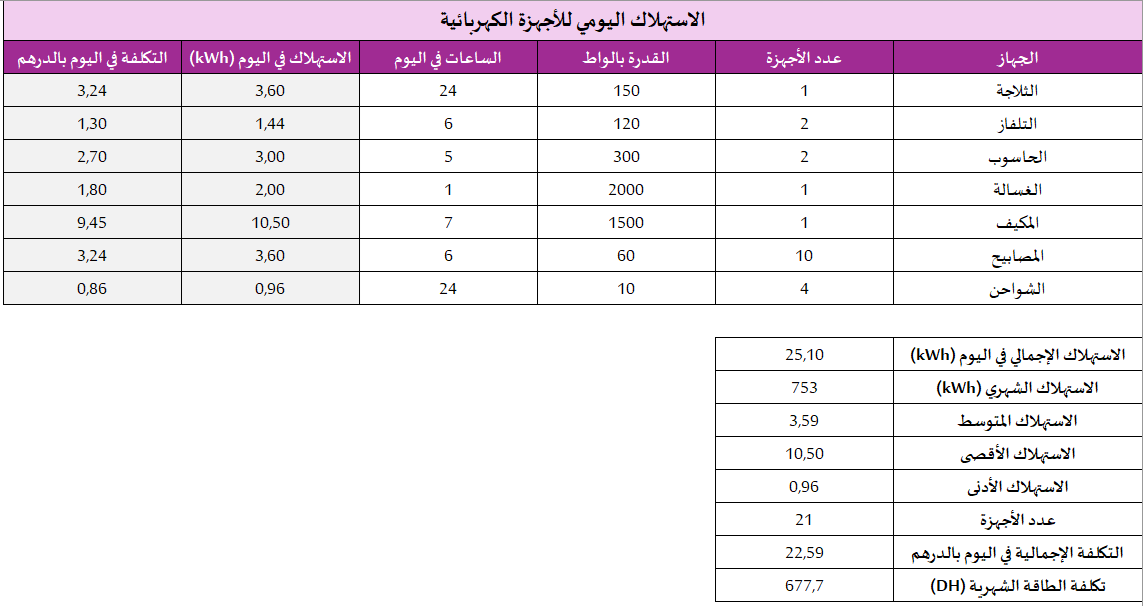 الاستهلاك اليومي للأجهزة الكهربائية
الجهاز عدد الأجهزة القدرة بالواط الساعات في اليوم الاستهلاك في اليوم (kWh) التكلفة في اليوم بالدرهم
الثلاجة 1 150 24 3,60 3,24
التلفاز 2 120 6 1,44 1,30
الحاسوب 2 300 5 3,00 2,70
الغسالة 1 2000 1 2,00 1,80
المكيف 1 1500 7 10,50 9,45
المصابيح 10 60 6 3,60 3,24
الشواحن 4 10 24 0,96 0,86
الاستهلاك الإجمالي في اليوم (kWh) 25,10
الاستهلاك الشهري (kWh) 753
الاستهلاك المتوسط 3,59
الاستهلاك الأقصى 10,50
الاستهلاك الأدنى 0,96
عدد الأجهزة 21
التكلفة الإجمالية في اليوم بالدرهم 22,59
تكلفة الطاقة الشهرية (DH) 677,7